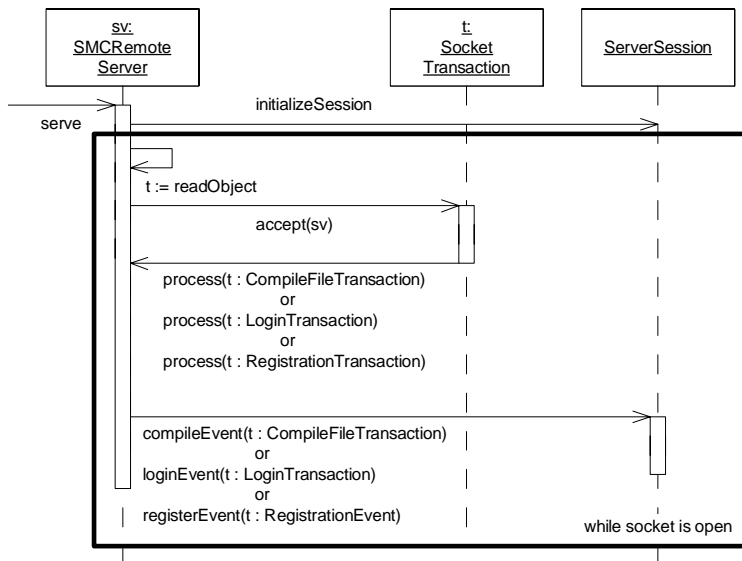 sv:
SMCRemote
Server
t:
Socket
Transaction
ServerSession
initializeSession
serve
t := readObject
accept(sv)
process(t : CompileFileTransaction)
or
process(t : LoginTransaction)
or
process(t : RegistrationTransaction)
compileEvent(t : CompileFileTransaction)
or
loginEvent(t : LoginTransaction)
or
registerEvent(t : RegistrationEvent)
while socket is open